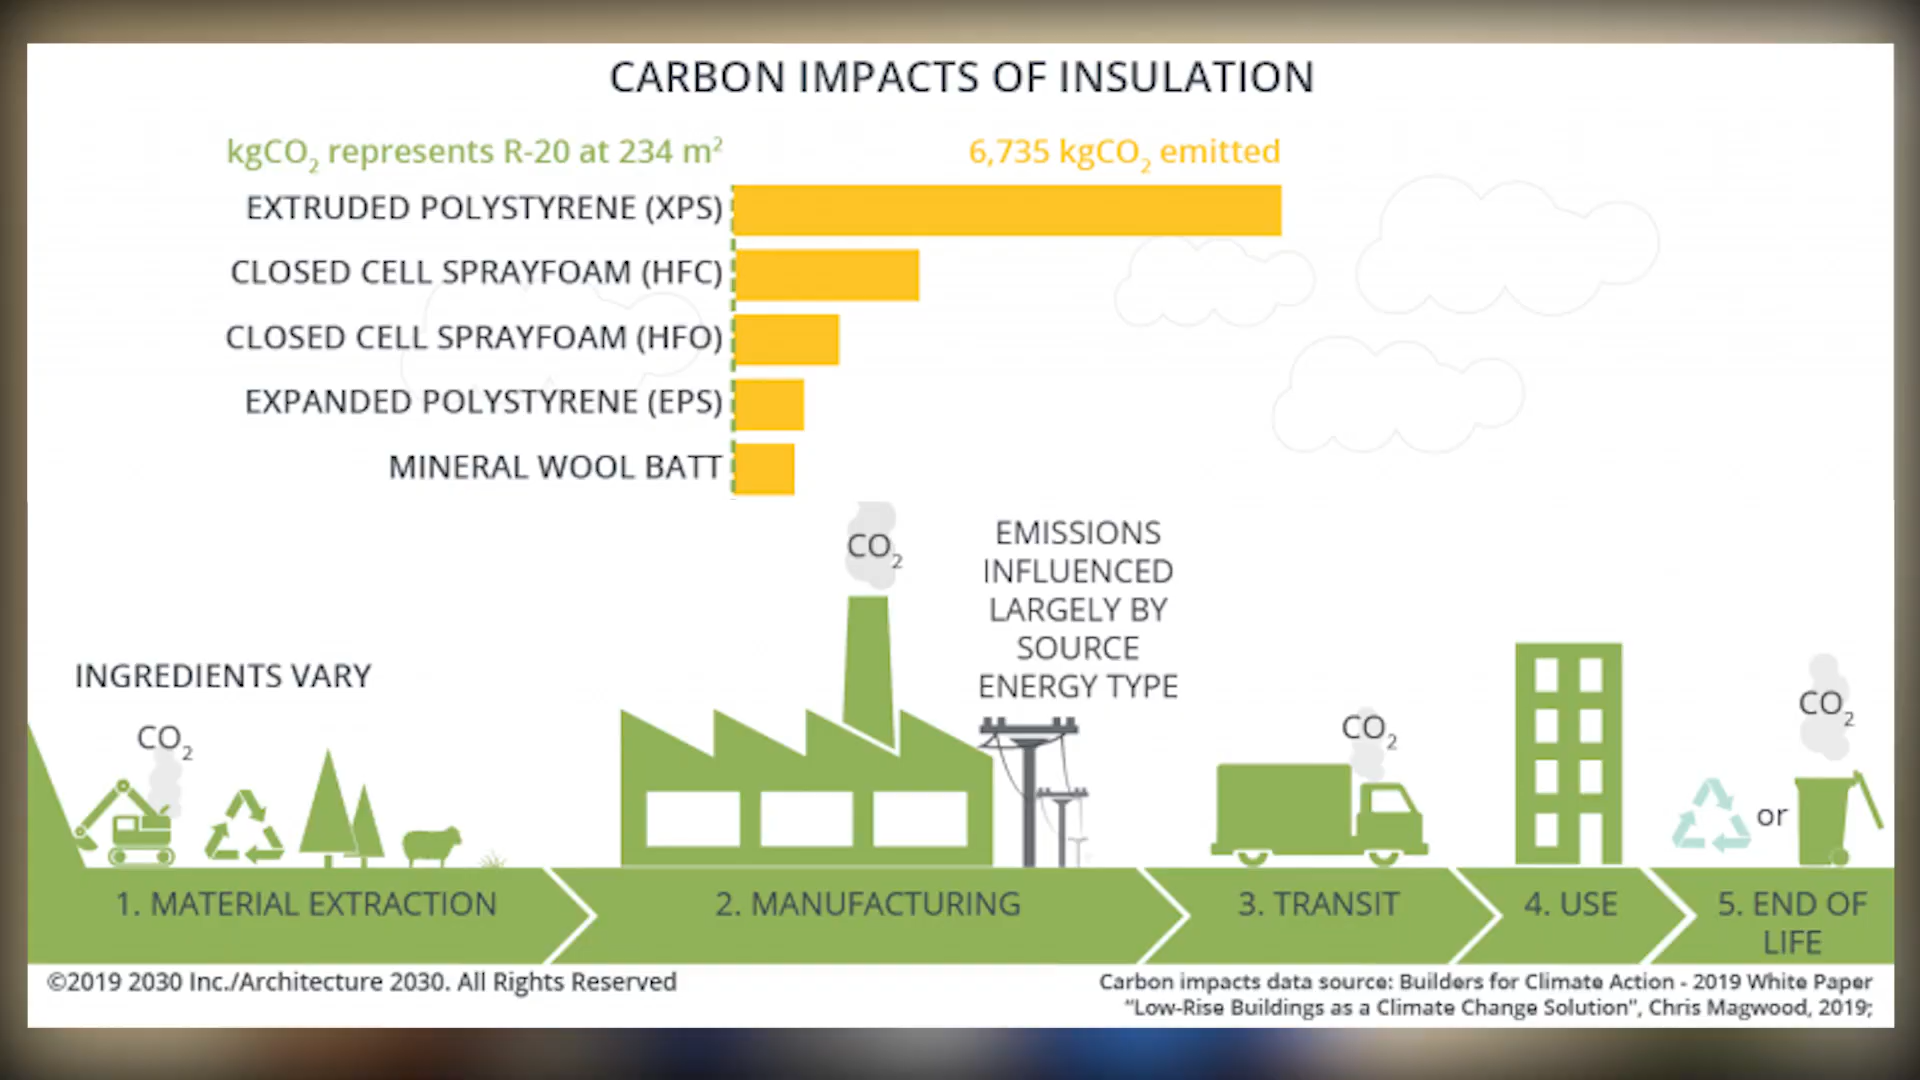 CARBON IMPACTS OF INSULATION
kgCO2 represents R-20 at 234 m²
6,735 kgCO2 emitted
EXTRUDED POLYSTYRENE (XPS)
CLOSED CELL SPRAYFOAM (HFC)
CLOSED CELL SPRAYFOAM (HFO)
EXPANDED POLYSTYRENE (EPS)
MINERAL WOOL BATT
CO2
EMISSIONS
INFLUENCED
LARGELY BY
SOURCE
ENERGY TYPE
INGREDIENTS VARY
CO2
CO2
CO2
or
1. MATERIAL EXTRACTION
2. MANUFACTURING
3. TRANSIT
4. USE
5. END OF
LIFE
©2019 2030 Inc./Architecture 2030. All Rights Reserved
Carbon impacts data source: Builders for Climate Action - 2019 White Paper
"Low-Rise Buildings as a Climate Change Solution", Chris Magwood, 2019;